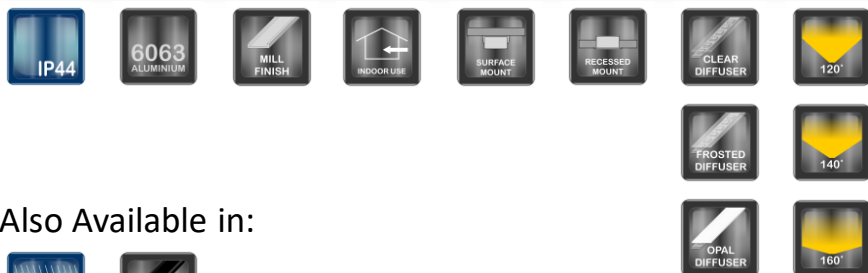 IP44
6063
ALUMINIUM
MILL
FINISH
INDOOR USE
SURFACE
MOUNT
RECESSED
MOUNT
CLEAR
DIFFUSER
120°
FROSTED
DIFFUSER
140°
Also Available in:
OPAL
DIFFUSER
160°